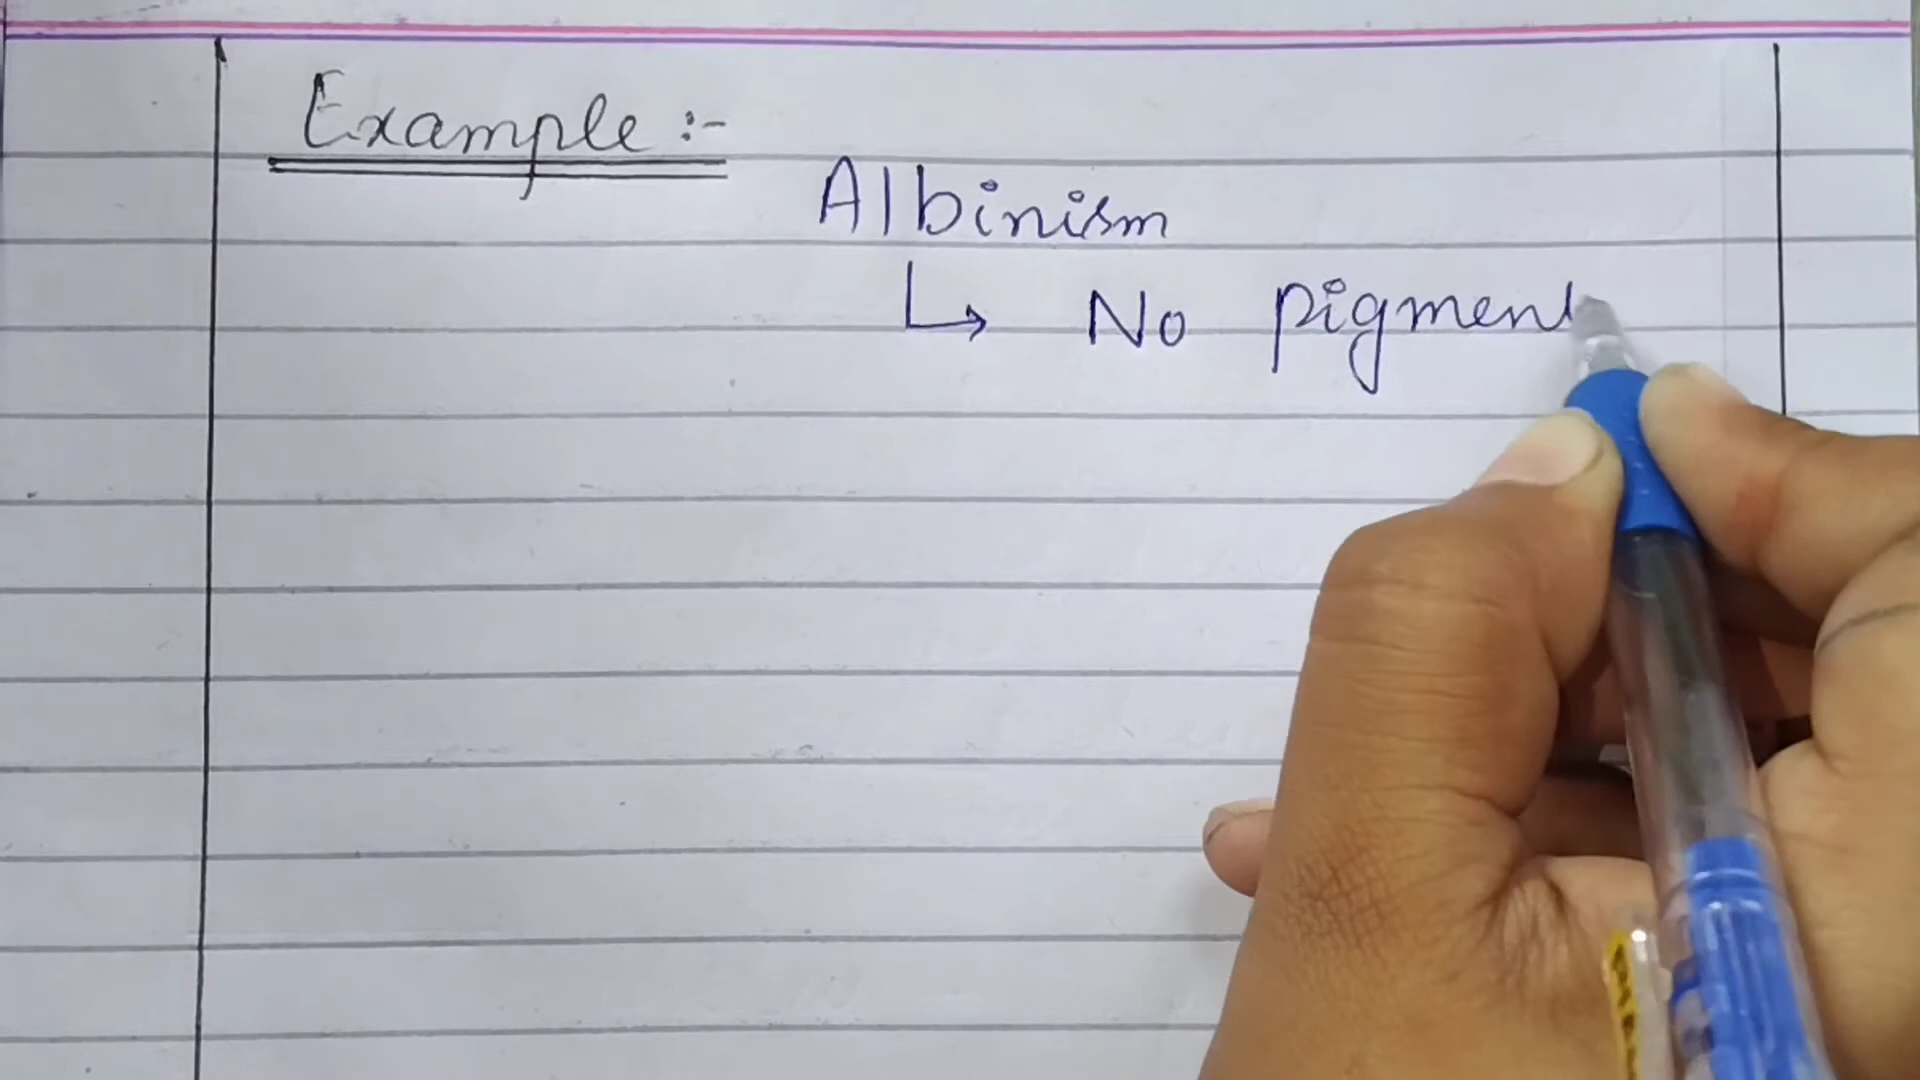 Example :-
Albinism
↳ No pigment